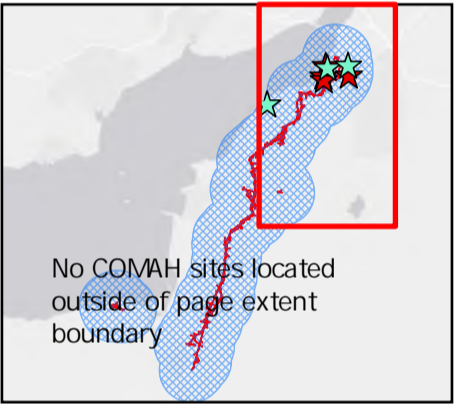 No COMAH sites located
outside of page extent
boundary